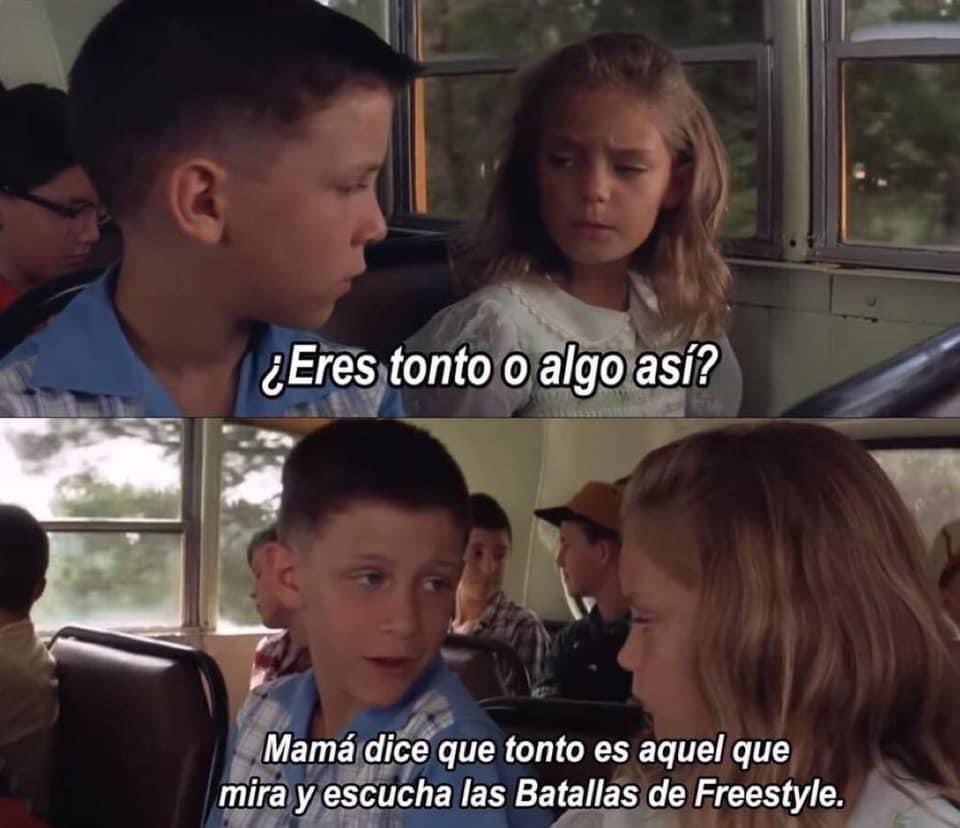 ¿Eres tonto o algo así?
Mamá dice que tonto es aquel que
mira y escucha las Batallas de Freestyle.